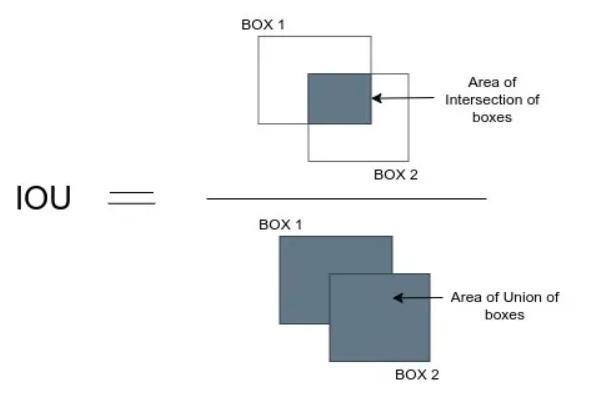 BOX 1
Area of
Intersection of
boxes
BOX 2
IOU
BOX 1
Area of Union of
boxes
BOX 2